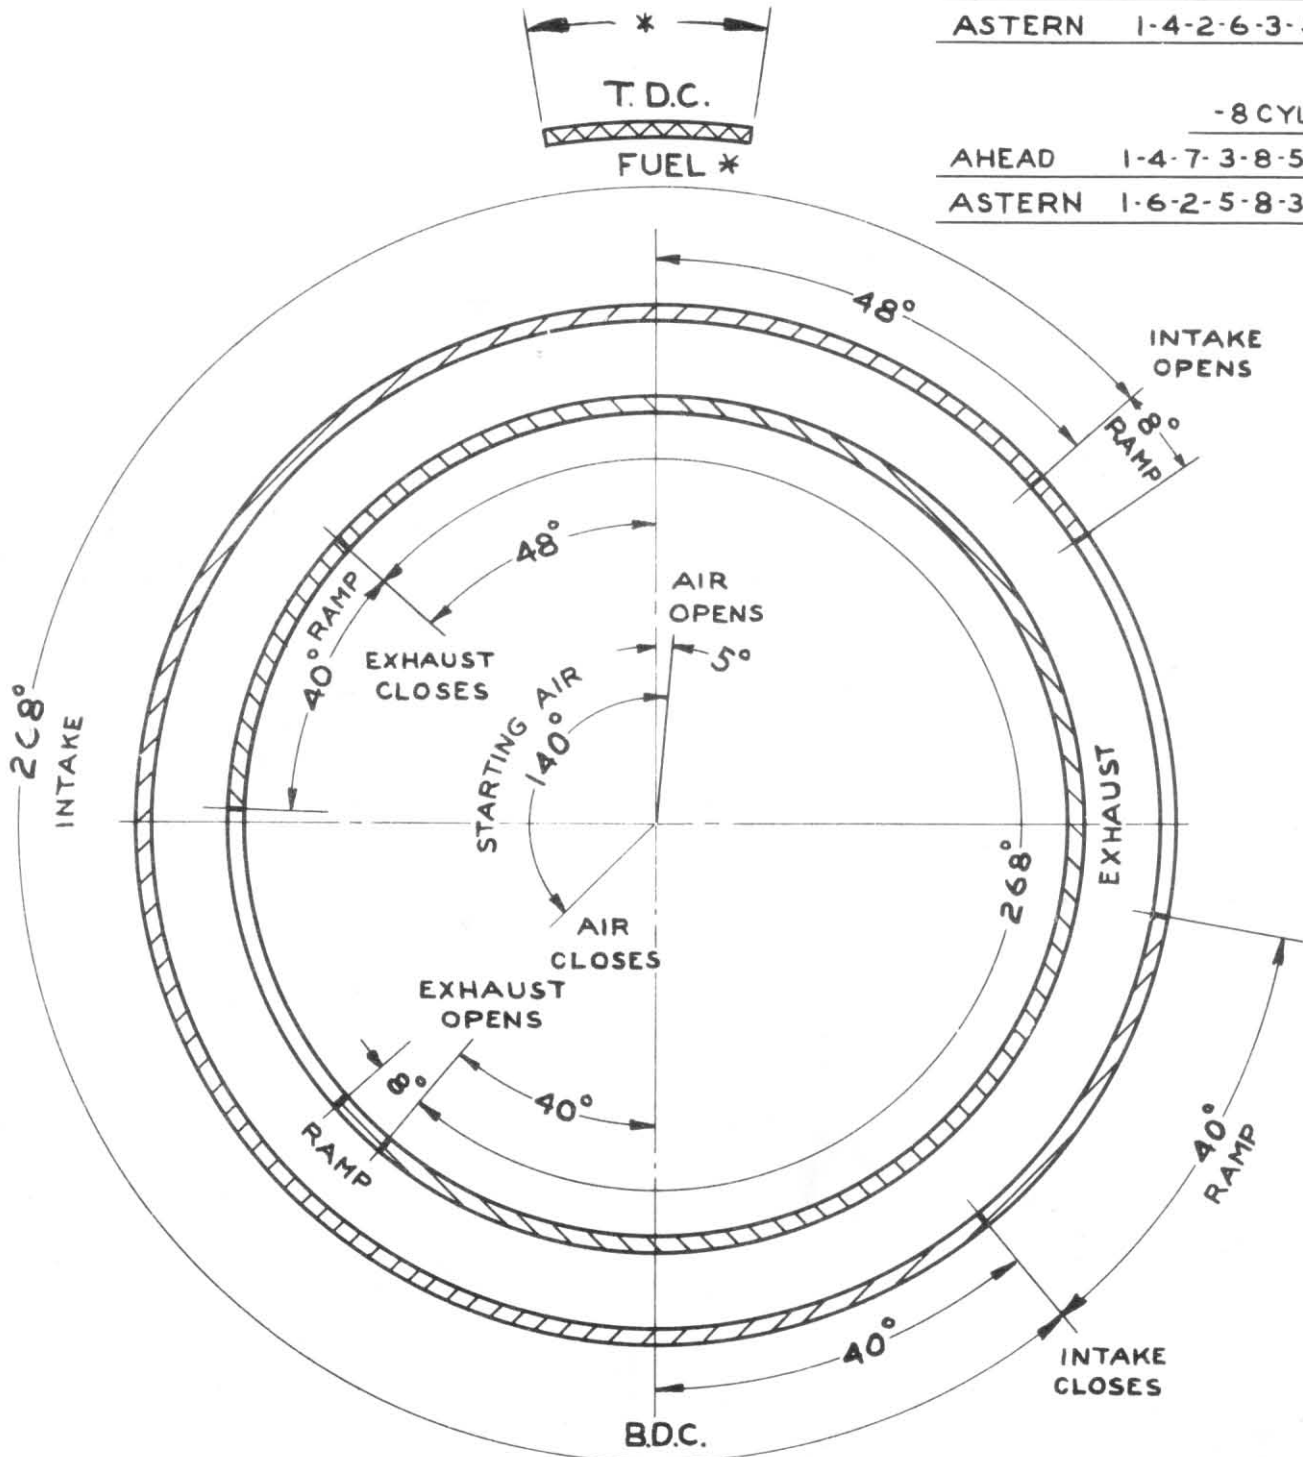 *
T.D.C.
FUEL *
ASTERN 1-4-2-6-3-
-8 CYL
AHEAD 1-4-7-3-8-5
ASTERN 1-6-2-5-8-3
48°
INTAKE
OPENS
8°
RAMP
48°
AIR
OPENS
5°
40° RAMP
EXHAUST
CLOSES
STARTING AIR
140°
2C8°
INTAKE
EXHAUST
268°
AIR
CLOSES
EXHAUST
OPENS
8°
RAMP
40°
40°
RAMP
40°
INTAKE
CLOSES
B.D.C.